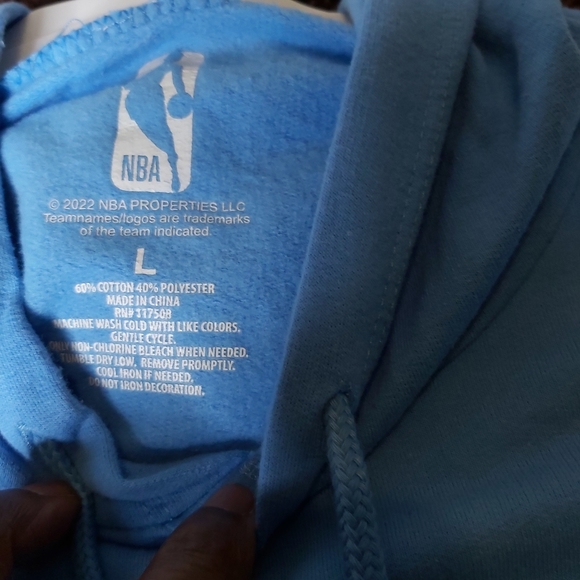 NBA
© 2022 NBA PROPERTIES LLC
Teamnames/logos are trademarks
of the team indicated.
L
60% COTTON 40% POLYESTER
MADE IN CHINA
RN# 117508
MACHINE WASH COLD WITH LIKE COLORS.
GENTLE CYCLE.
ONLY NON-CHLORINE BLEACH WHEN NEEDED.
TUMBLE DRY LOW. REMOVE PROMPTLY.
COOL IRON IF NEEDED.
DO NOT IRON DECORATION.